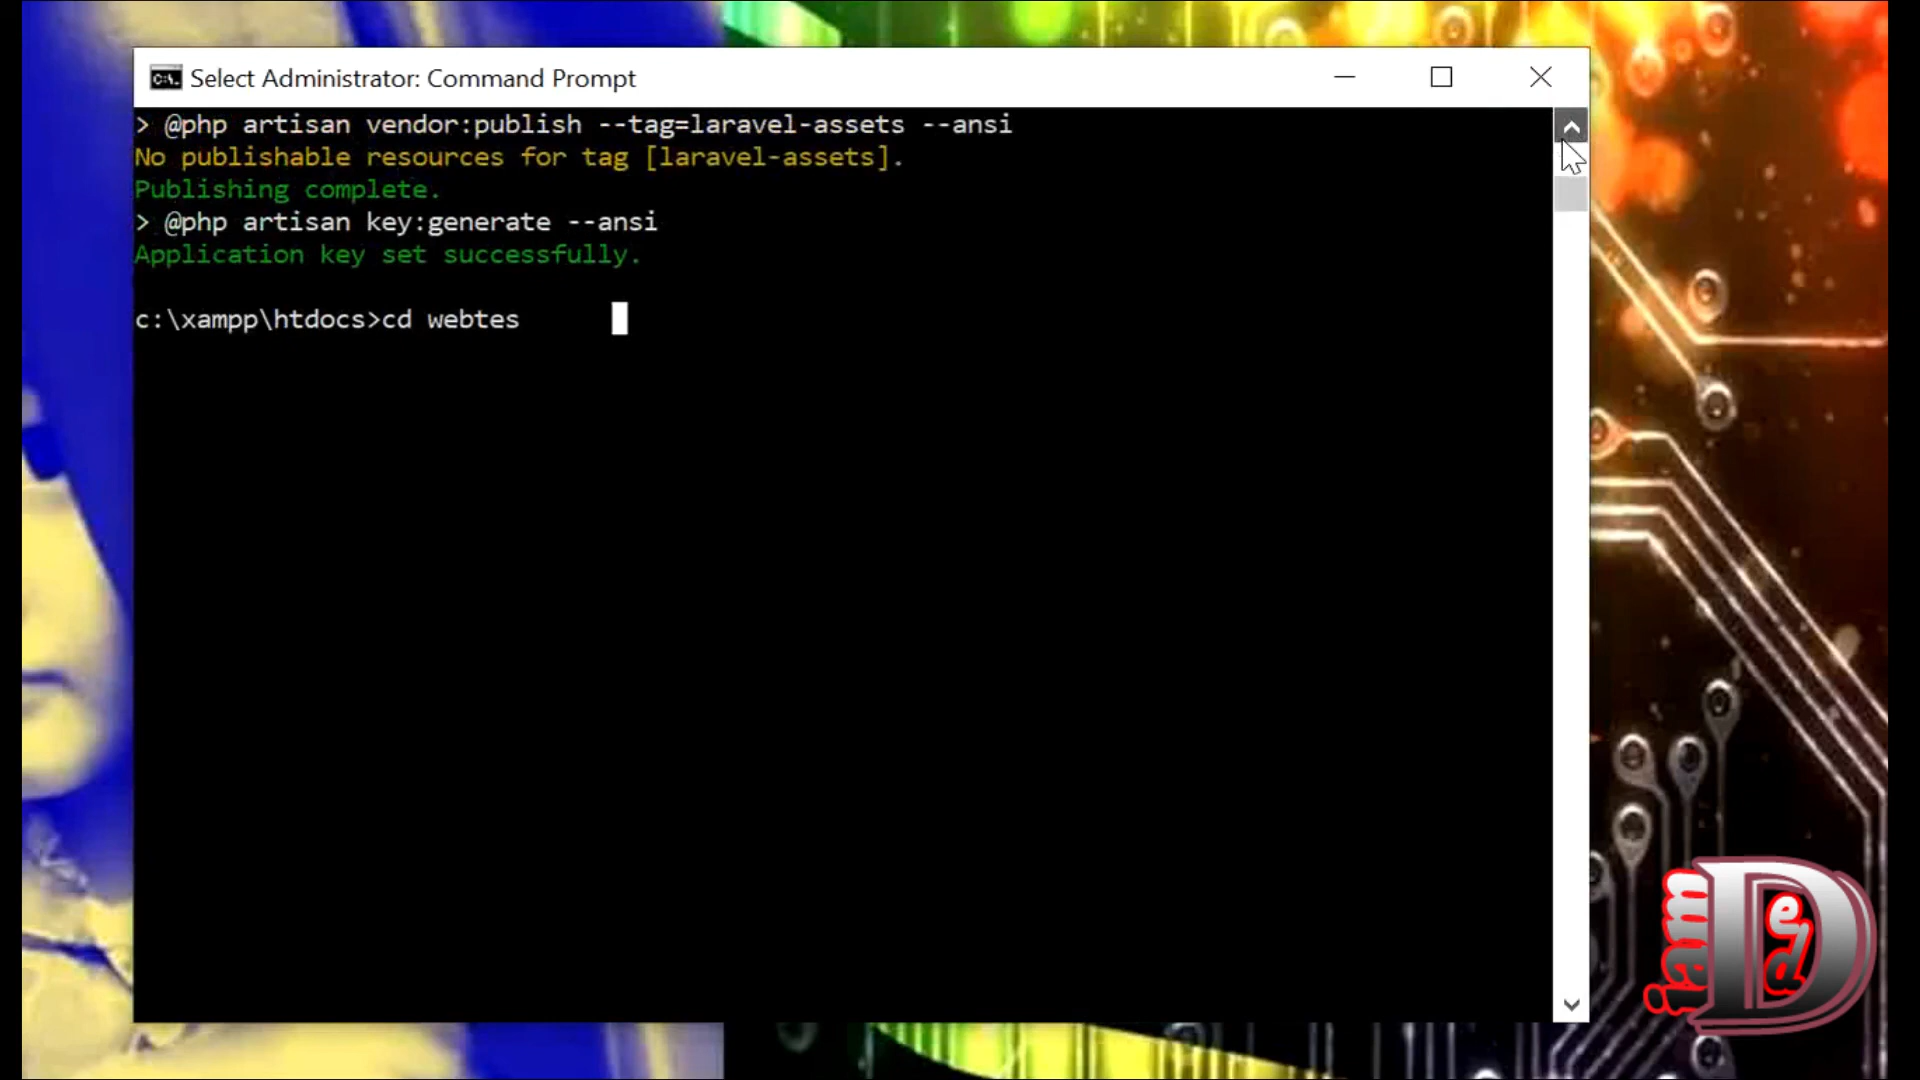 Select Administrator: Command Prompt
> @php artisan vendor:publish --tag=laravel-assets --ansi
No publishable resources for tag [laravel-assets].
Publishing complete.
> @php artisan key:generate --ansi
Application key set successfully.
c:\xampp\htdocs>cd webtes
iam
D
e
d